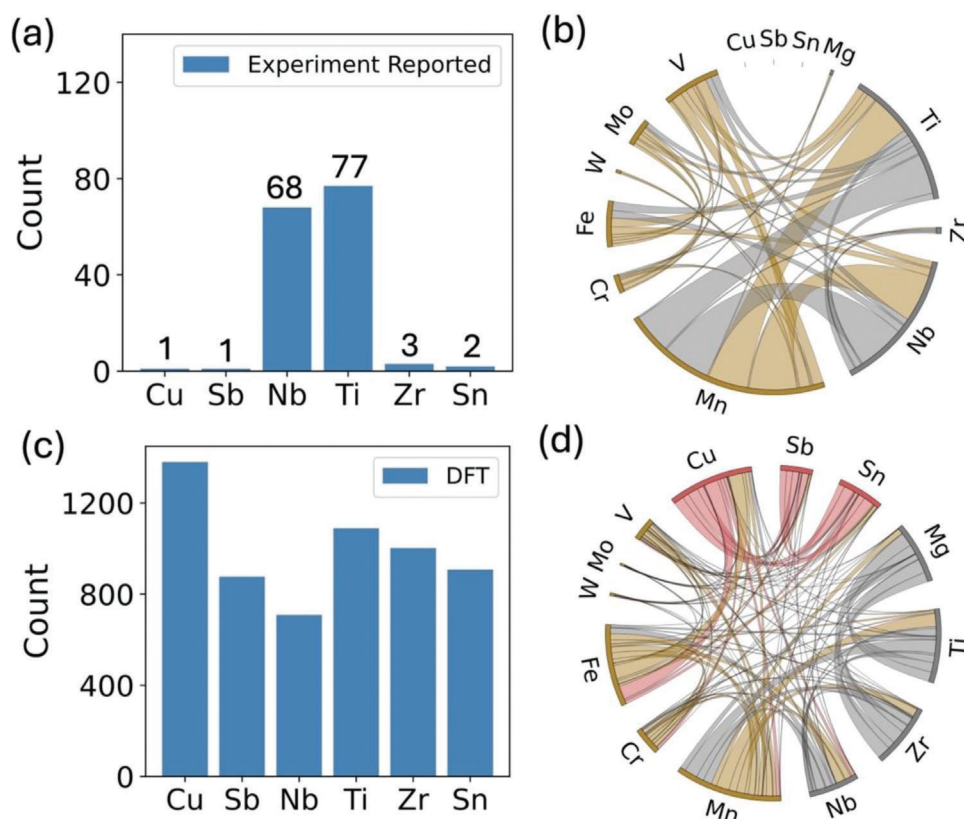 (a)
Experiment Reported
120
80
40
0
Count
1
1
68
77
3
2
Cu Sb Nb Ti Zr Sn
(b)
Cu Sb Sn Mg
V
Ti
Mo
W
Zr
Fe
Cr
Nb
Mn
(c)
DFT
1200
800
400
0
Count
Cu Sb Nb Ti Zr Sn
(d)
Cu
Sb
Sn
V
Mg
Mo
W
Ti
Fe
Cr
Zr
Mn
Nb